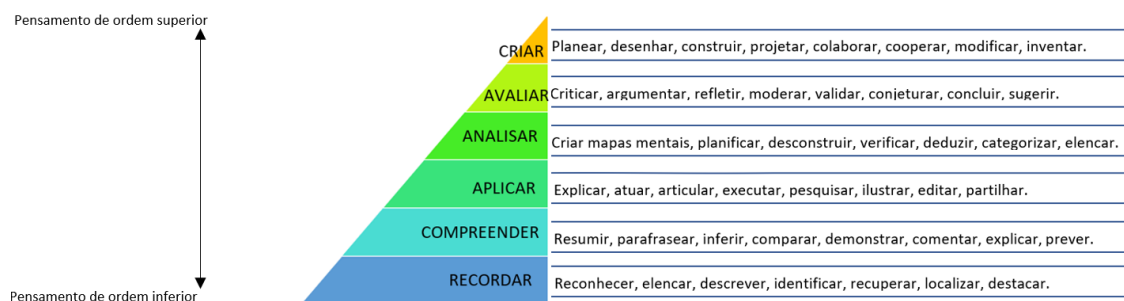 Pensamento de ordem superior
CRIAR
Planear, desenhar, construir, projetar, colaborar, cooperar, modificar, inventar.
AVALIAR
Criticar, argumentar, refletir, moderar, validar, conjeturar, concluir, sugerir.
ANALISAR
Criar mapas mentais, planificar, desconstruir, verificar, deduzir, categorizar, elencar.
APLICAR
Explicar, atuar, articular, executar, pesquisar, ilustrar, editar, partilhar.
COMPREENDER
Resumir, parafrasear, inferir, comparar, demonstrar, comentar, explicar, prever.
RECORDAR
Reconhecer, elencar, descrever, identificar, recuperar, localizar, destacar.
Pensamento de ordem inferior